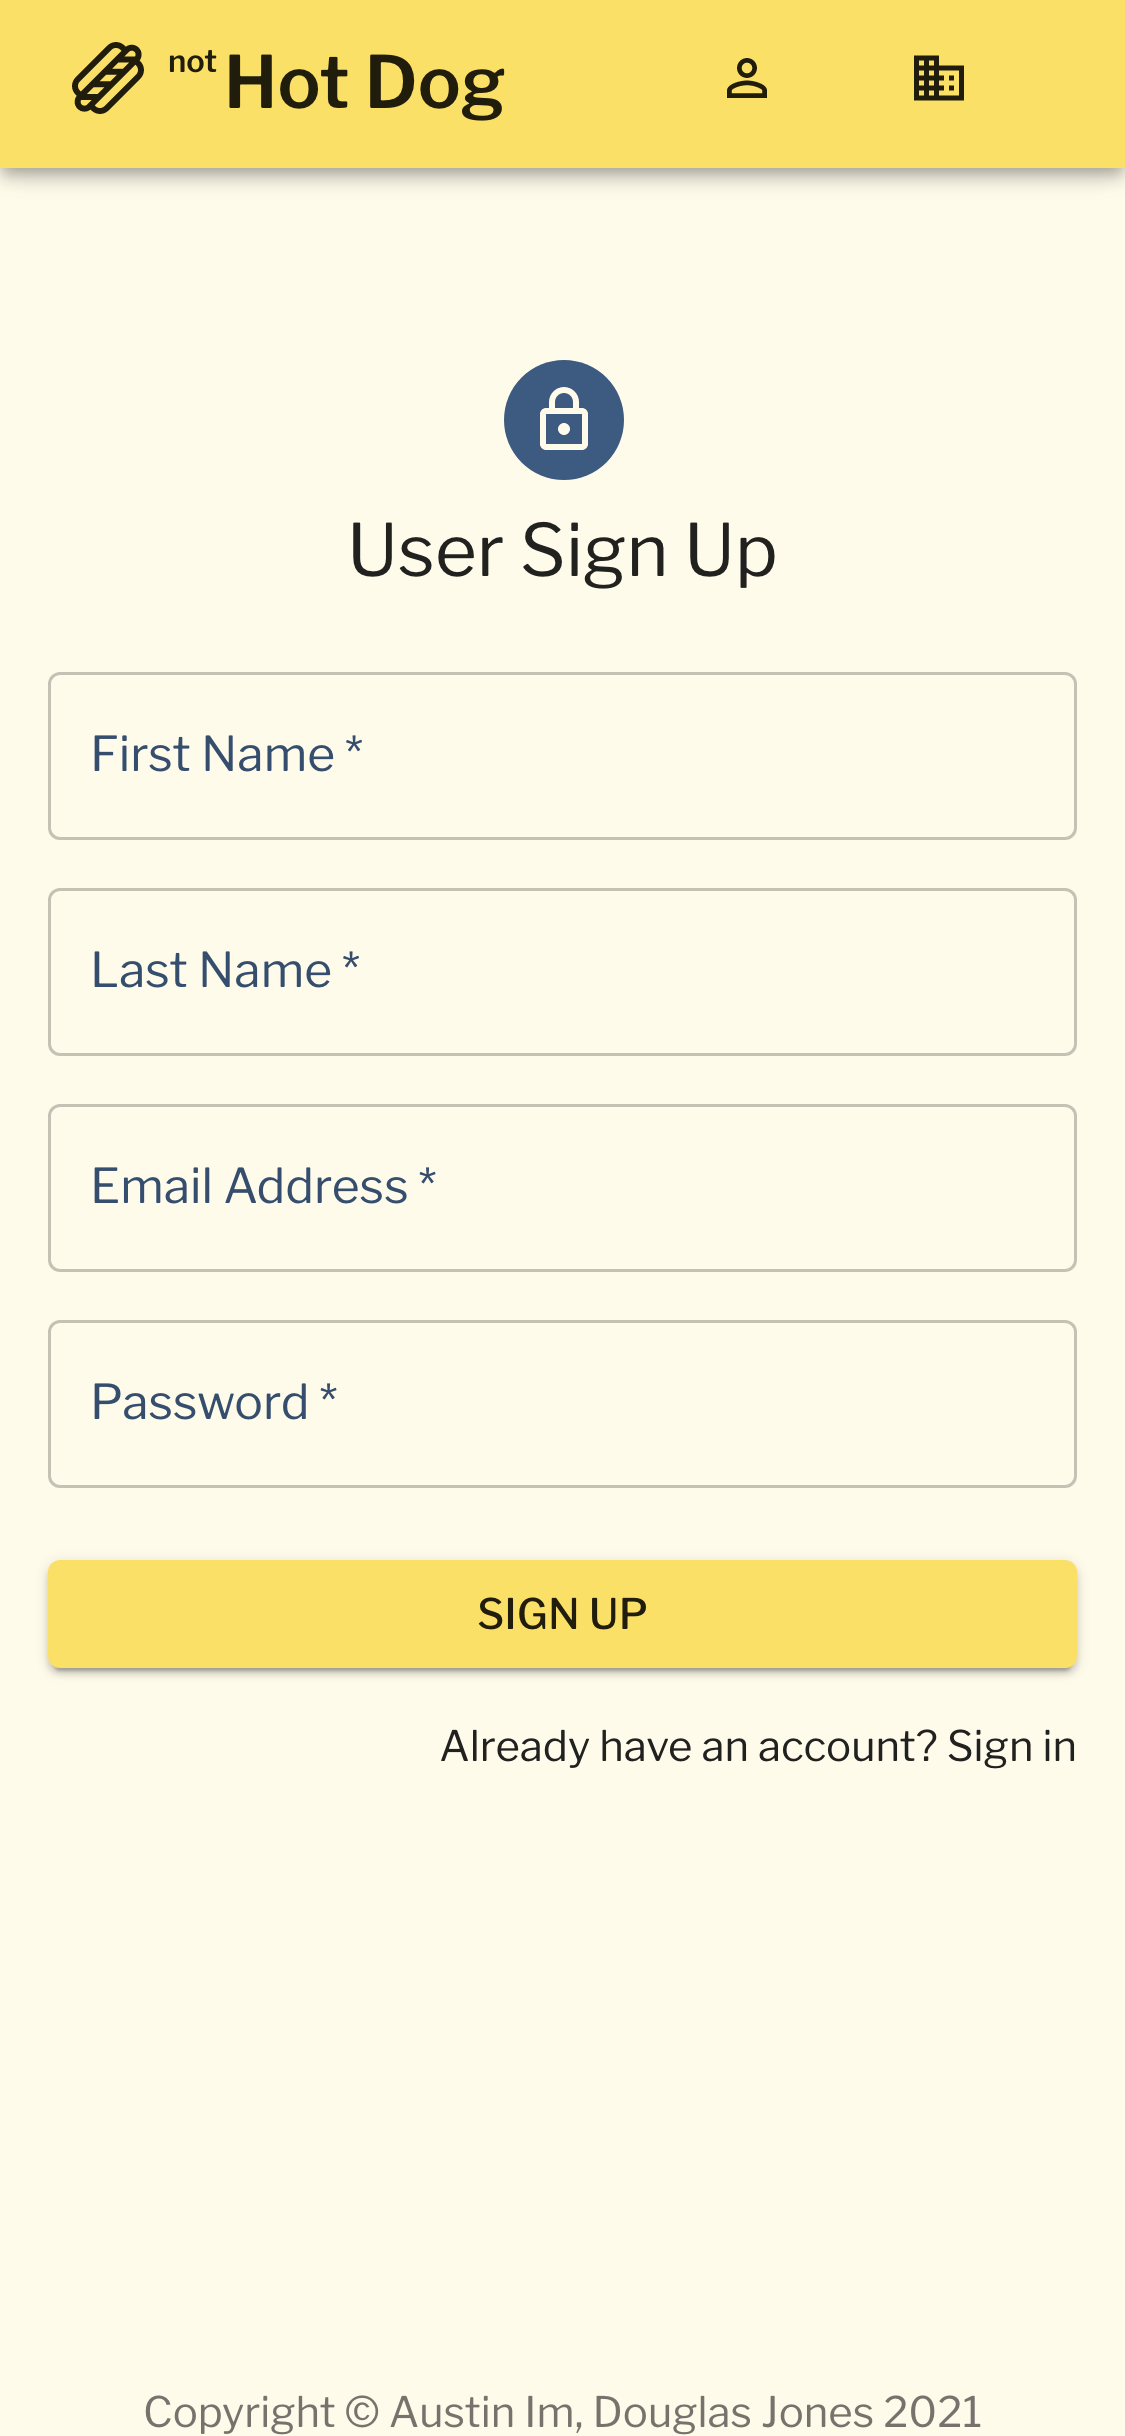 not Hot Dog
User Sign Up
First Name *
Last Name *
Email Address *
Password *
SIGN UP
Already have an account? Sign in
Copyright © Austin Im, Douglas Jones 2021